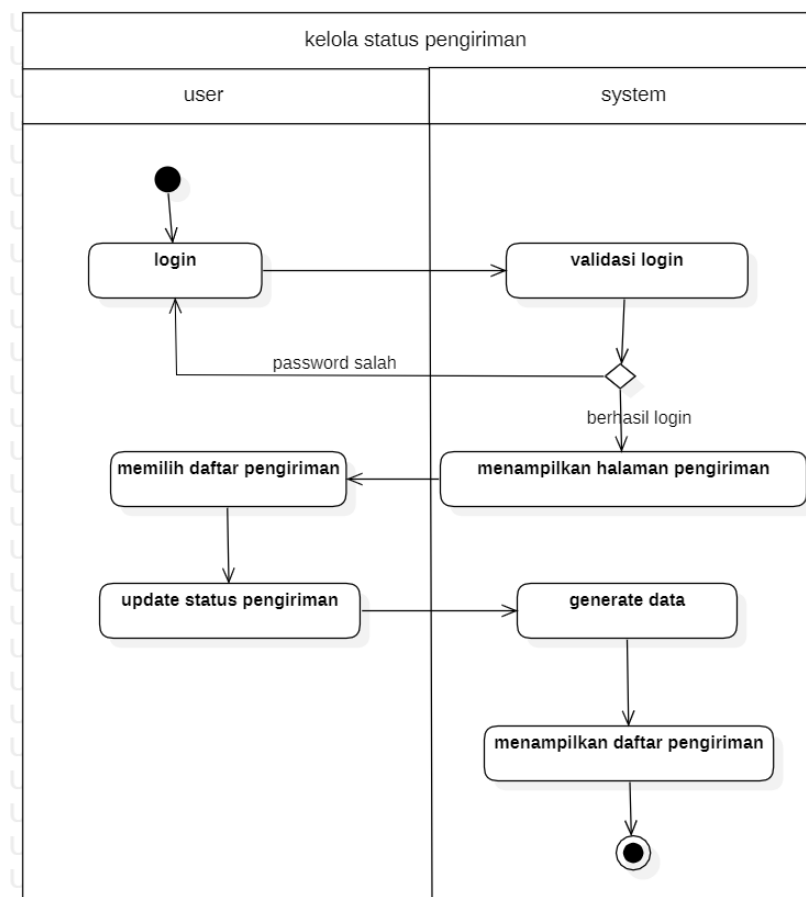 kelola status pengiriman
user
system
login
validasi login
password salah
berhasil login
memilih daftar pengiriman
menampilkan halaman pengiriman
update status pengiriman
generate data
menampilkan daftar pengiriman